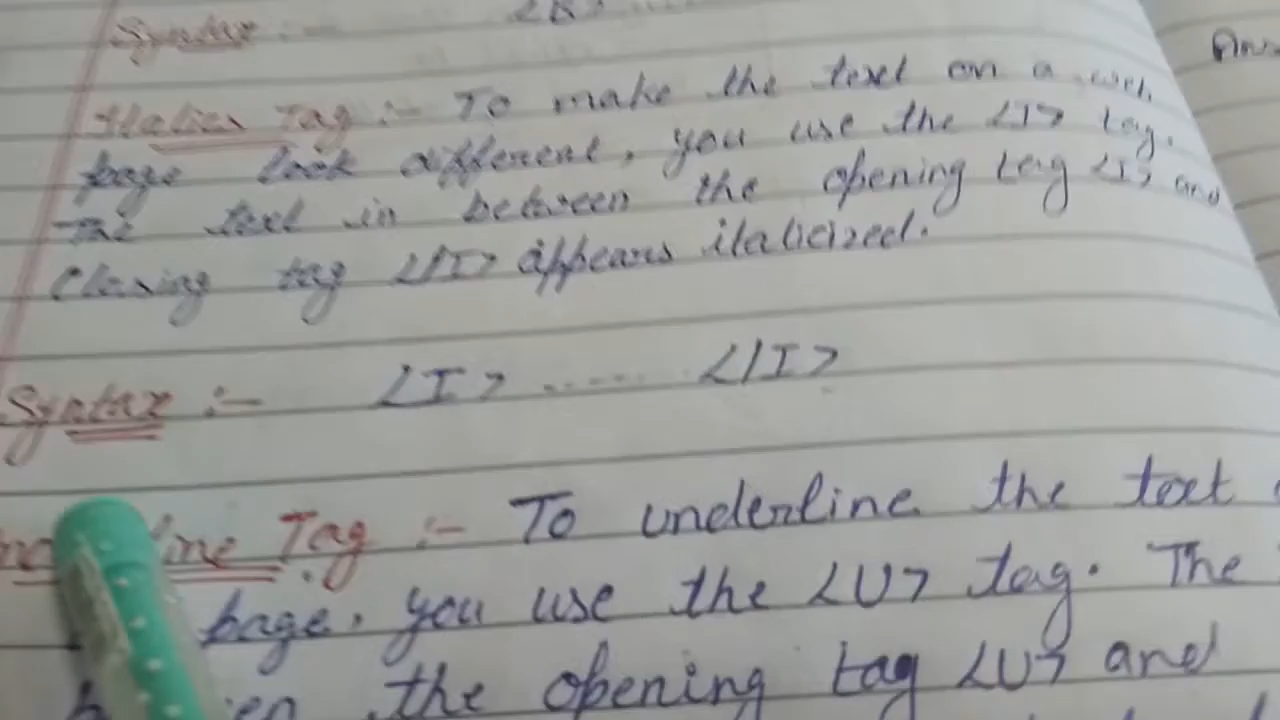 Syntax :- <B>
Italics Tag :- To make the text on a web
page look different, you use the <I> tag.
The text in between the opening tag <I> and
Closing tag </I> appears italicized.
Syntax :- <I> ...... </I>
line Tag :- To underline the text
page, you use the <U> tag. The
the opening tag <U> and
Ans